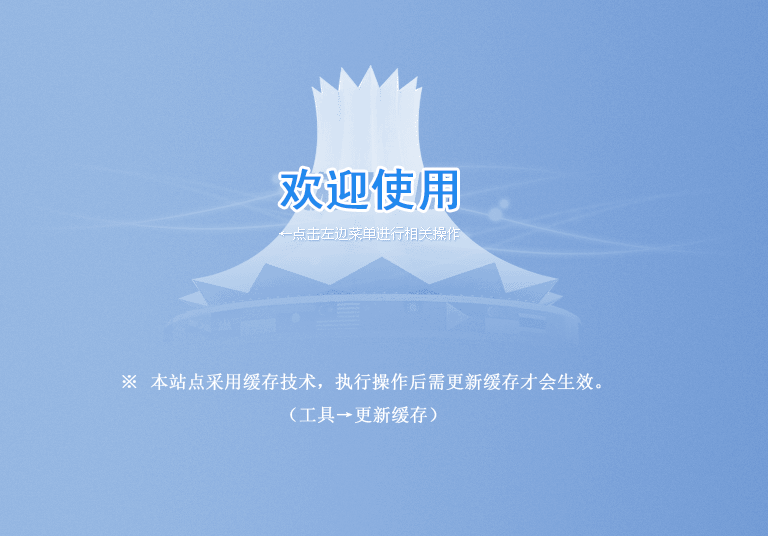 欢迎使用
←点击左边菜单进行相关操作
※ 本站点采用缓存技术，执行操作后需更新缓存才会生效。
（工具→更新缓存）